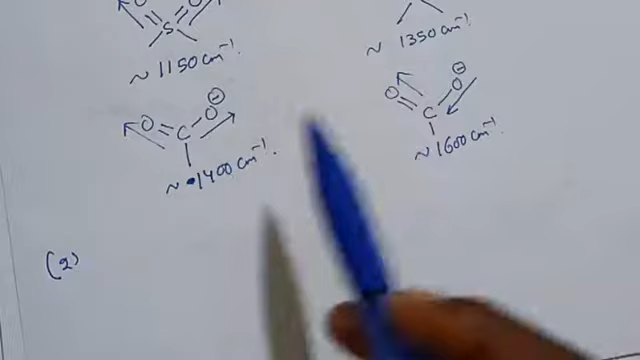 O O
S
~ 1150 cm⁻¹.
~ 1350 cm⁻¹.
O = C O ⊖
~ 1400 cm⁻¹.
O = C O ⊖
~ 1600 cm⁻¹.
(2)